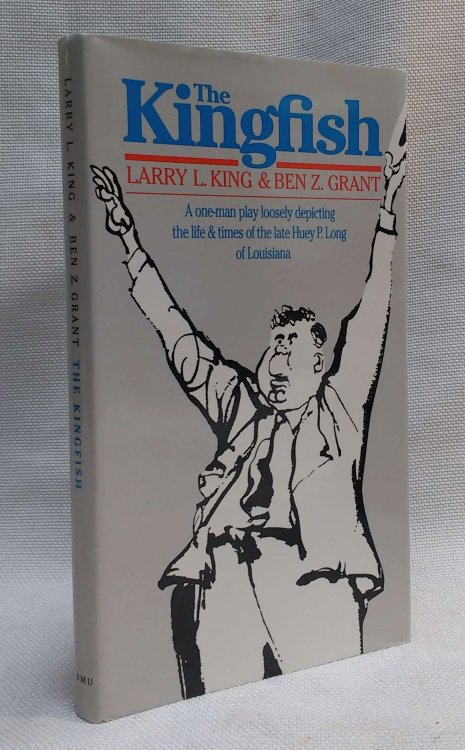 The
Kingfish
LARRY L. KING & BEN Z. GRANT
A one-man play loosely depicting
the life & times of the late Huey P. Long
of Louisiana
LARRY L. KING & BEN Z. GRANT THE KINGFISH
SMU